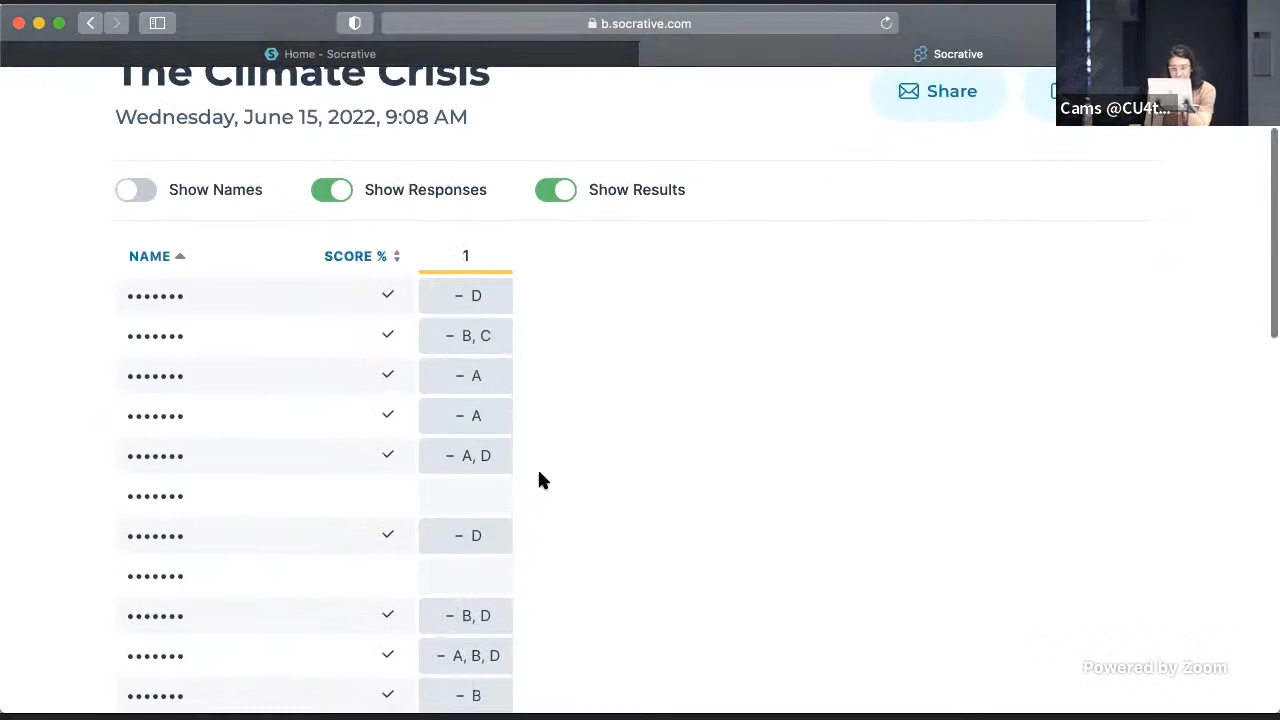 b.socrative.com
Home - Socrative
Socrative
The Climate Crisis
Share
Wednesday, June 15, 2022, 9:08 AM
Cams @CU4t...
Show Names
Show Responses
Show Results
NAME
SCORE %
1
••••••• – D
••••••• – B, C
••••••• – A
••••••• – A
••••••• – A, D
•••••••
••••••• – D
•••••••
••••••• – B, D
••••••• – A, B, D
••••••• – B
Powered by Zoom